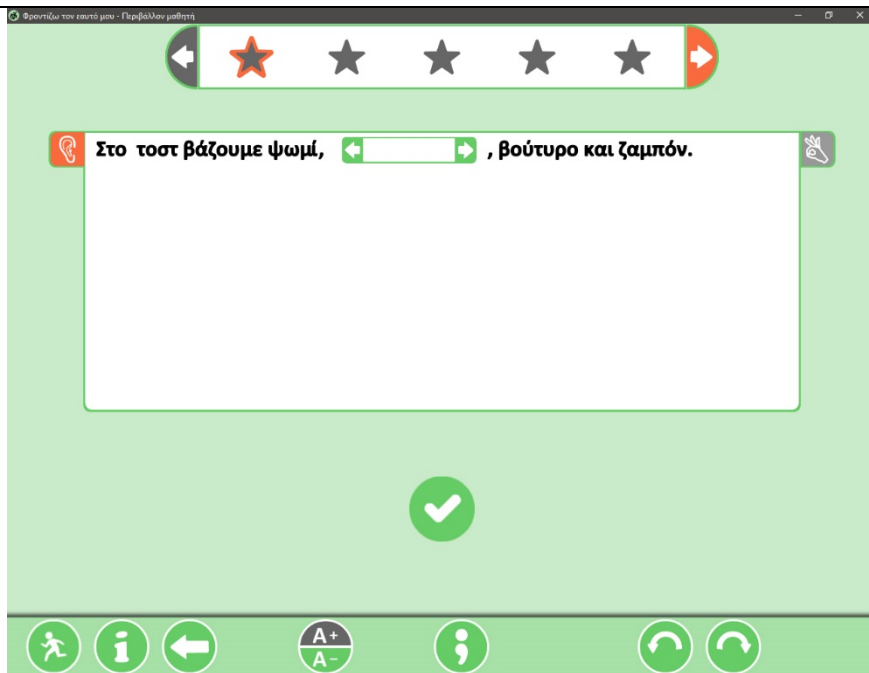 Φροντίζω τον εαυτό μου - Περιβάλλον μαθητή
Στο τοστ βάζουμε ψωμί, , βούτυρο και ζαμπόν.
A+
A-